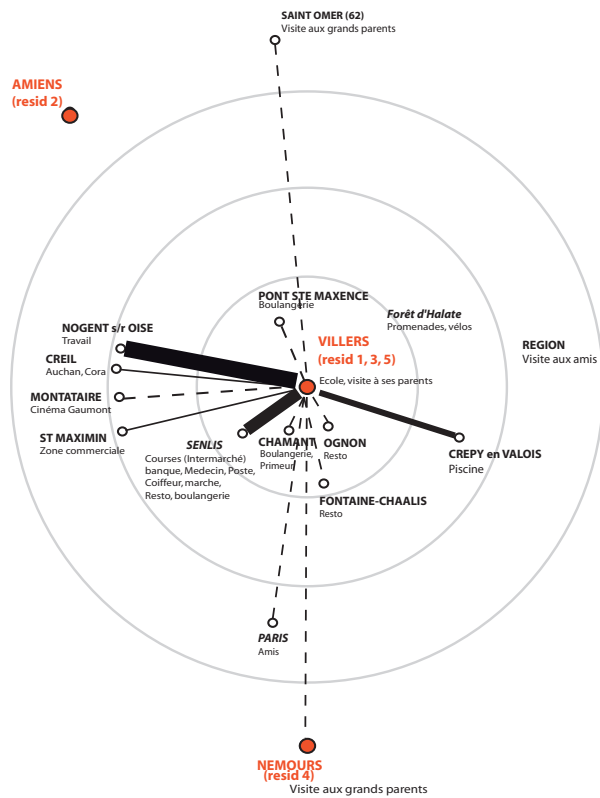 SAINT OMER (62)
Visite aux grands parents
AMIENS
(resid 2)
PONT STE MAXENCE
Boulangerie
Forêt d'Halate
Promenades, vélos
NOGENT s/r OISE
Travail
VILLERS
(resid 1, 3, 5)
REGION
Visite aux amis
CREIL
Auchan, Cora
Ecole, visite à ses parents
MONTATAIRE
Cinéma Gaumont
ST MAXIMIN
Zone commerciale
SENLIS
Courses (Intermarché)
banque, Medecin, Poste,
Coiffeur, marche,
Resto, boulangerie
CHAMANT
Boulangerie,
Primeur
OGNON
Resto
CREPY en VALOIS
Piscine
FONTAINE-CHAALIS
Resto
PARIS
Amis
NEMOURS
(resid 4)
Visite aux grands parents